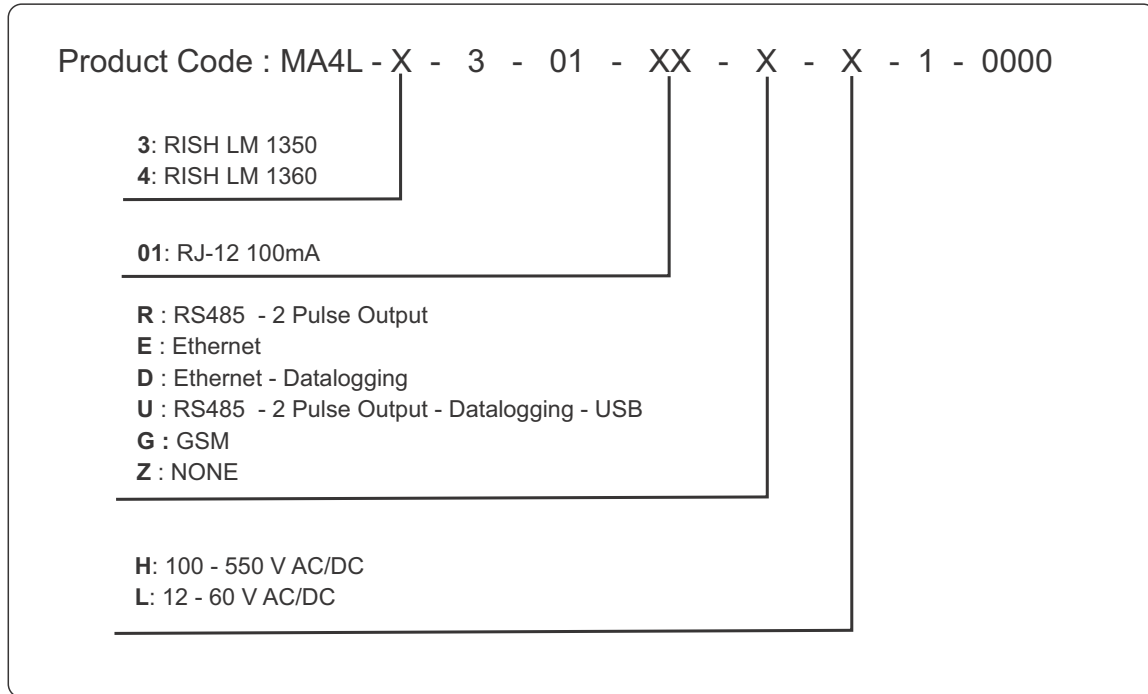 Product Code : MA4L - X - 3 - 01 - XX - X - X - 1 - 0000
3: RISH LM 1350
4: RISH LM 1360
01: RJ-12 100mA
R : RS485 - 2 Pulse Output
E : Ethernet
D : Ethernet - Datalogging
U : RS485 - 2 Pulse Output - Datalogging - USB
G : GSM
Z : NONE
H: 100 - 550 V AC/DC
L: 12 - 60 V AC/DC